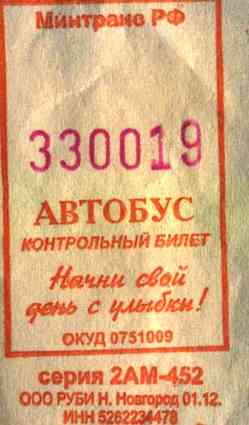 Минтранс РФ
330019
АВТОБУС
КОНТРОЛЬНЫЙ БИЛЕТ
Начни свой
день с улыбки!
ОКУД 0751009
серия 2АМ-452
ООО РУБИ Н. Новгород 01.12.
ИНН 5262234478